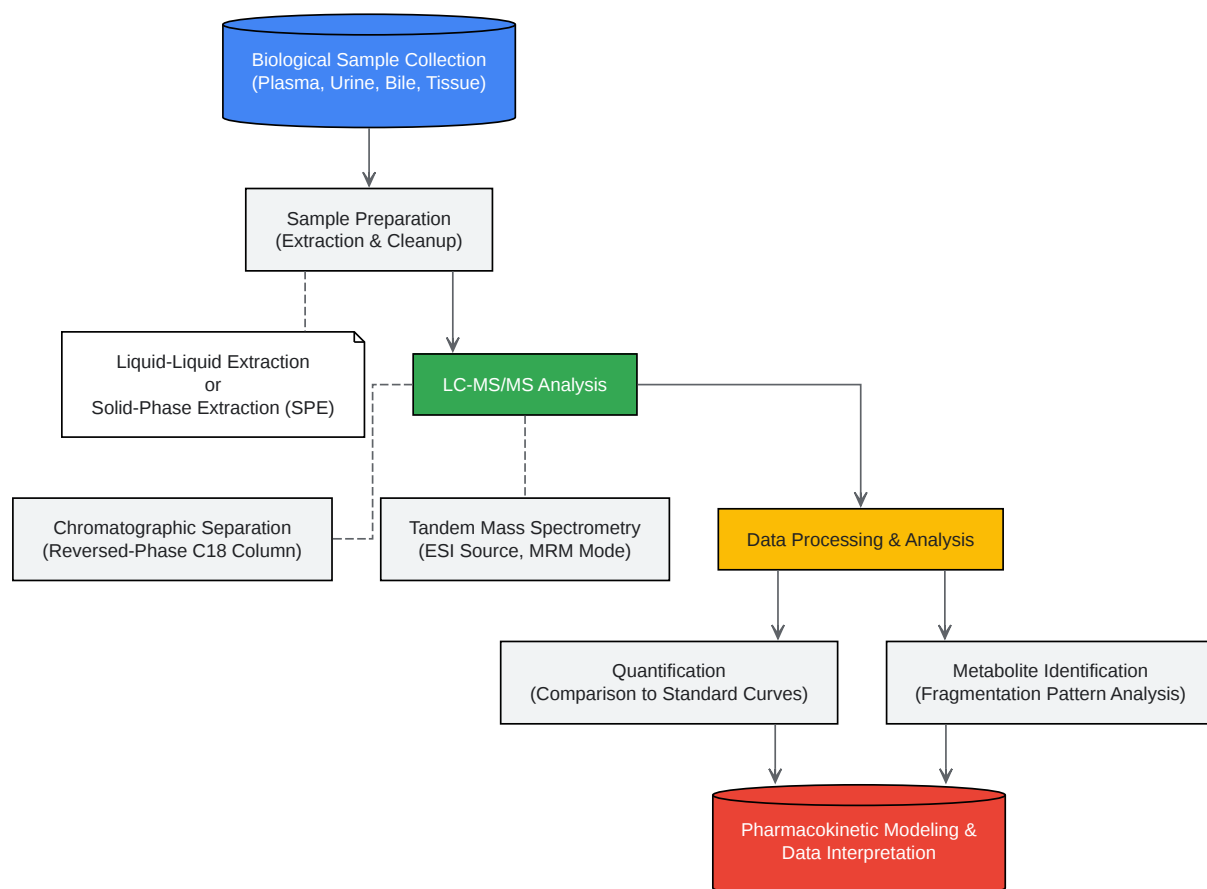 Biological Sample Collection
(Plasma, Urine, Bile, Tissue)
Sample Preparation
(Extraction & Cleanup)
Liquid-Liquid Extraction
or
Solid-Phase Extraction (SPE)
LC-MS/MS Analysis
Chromatographic Separation
(Reversed-Phase C18 Column)
Tandem Mass Spectrometry
(ESI Source, MRM Mode)
Data Processing & Analysis
Quantification
(Comparison to Standard Curves)
Metabolite Identification
(Fragmentation Pattern Analysis)
Pharmacokinetic Modeling &
Data Interpretation